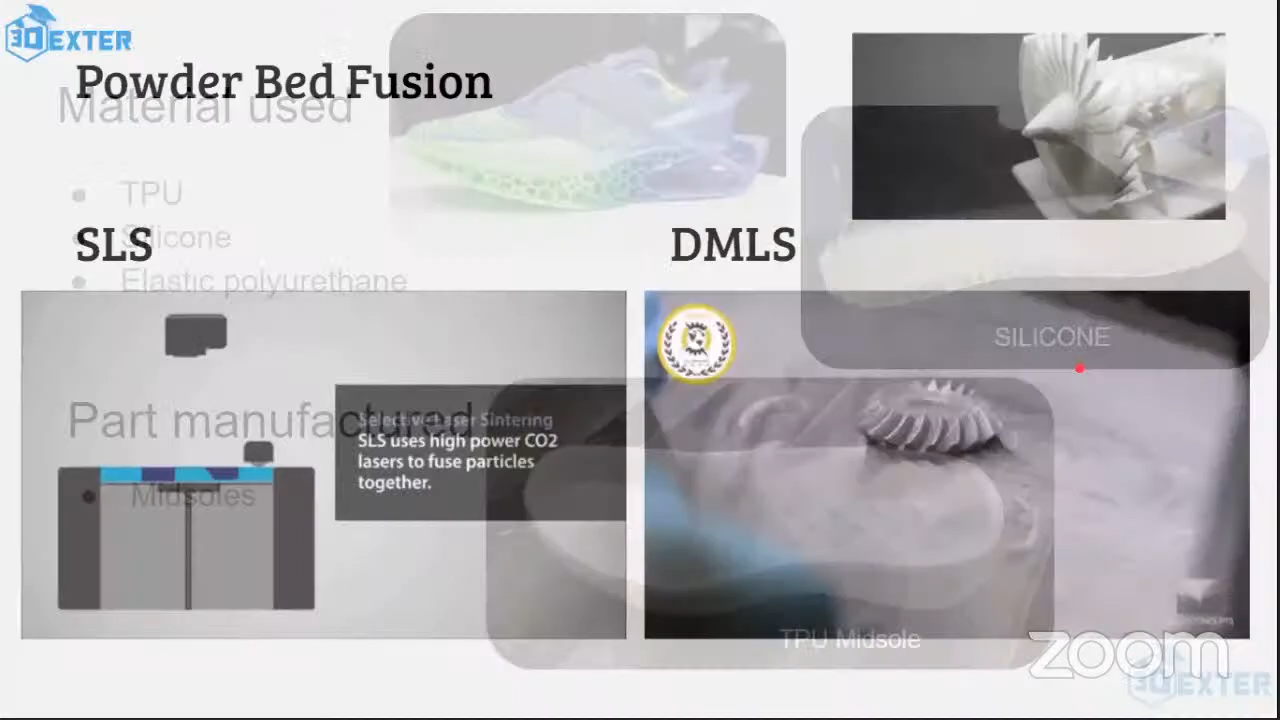 3DEXTER
Powder Bed Fusion
Material used
TPU
Silicone
Elastic polyurethane
SLS
DMLS
SILICONE
Part manufactured
Midsoles
Selective Laser Sintering
SLS uses high power CO2
lasers to fuse particles
together.
TPU Midsole
zoom
3DEXTER